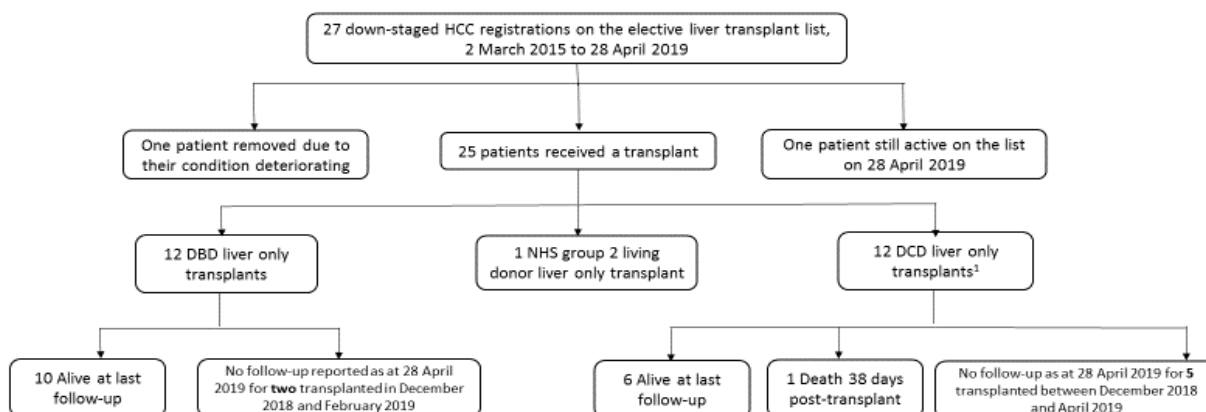 27 down-staged HCC registrations on the elective liver transplant list,
2 March 2015 to 28 April 2019
One patient removed due to
their condition deteriorating
25 patients received a transplant
One patient still active on the list
on 28 April 2019
12 DBD liver only
transplants
1 NHS group 2 living
donor liver only transplant
12 DCD liver only
transplants¹
10 Alive at last
follow-up
No follow-up reported as at 28 April
2019 for two transplanted in December
2018 and February 2019
6 Alive at last
follow-up
1 Death 38 days
post-transplant
No follow-up as at 28 April 2019 for 5
transplanted between December 2018
and April 2019